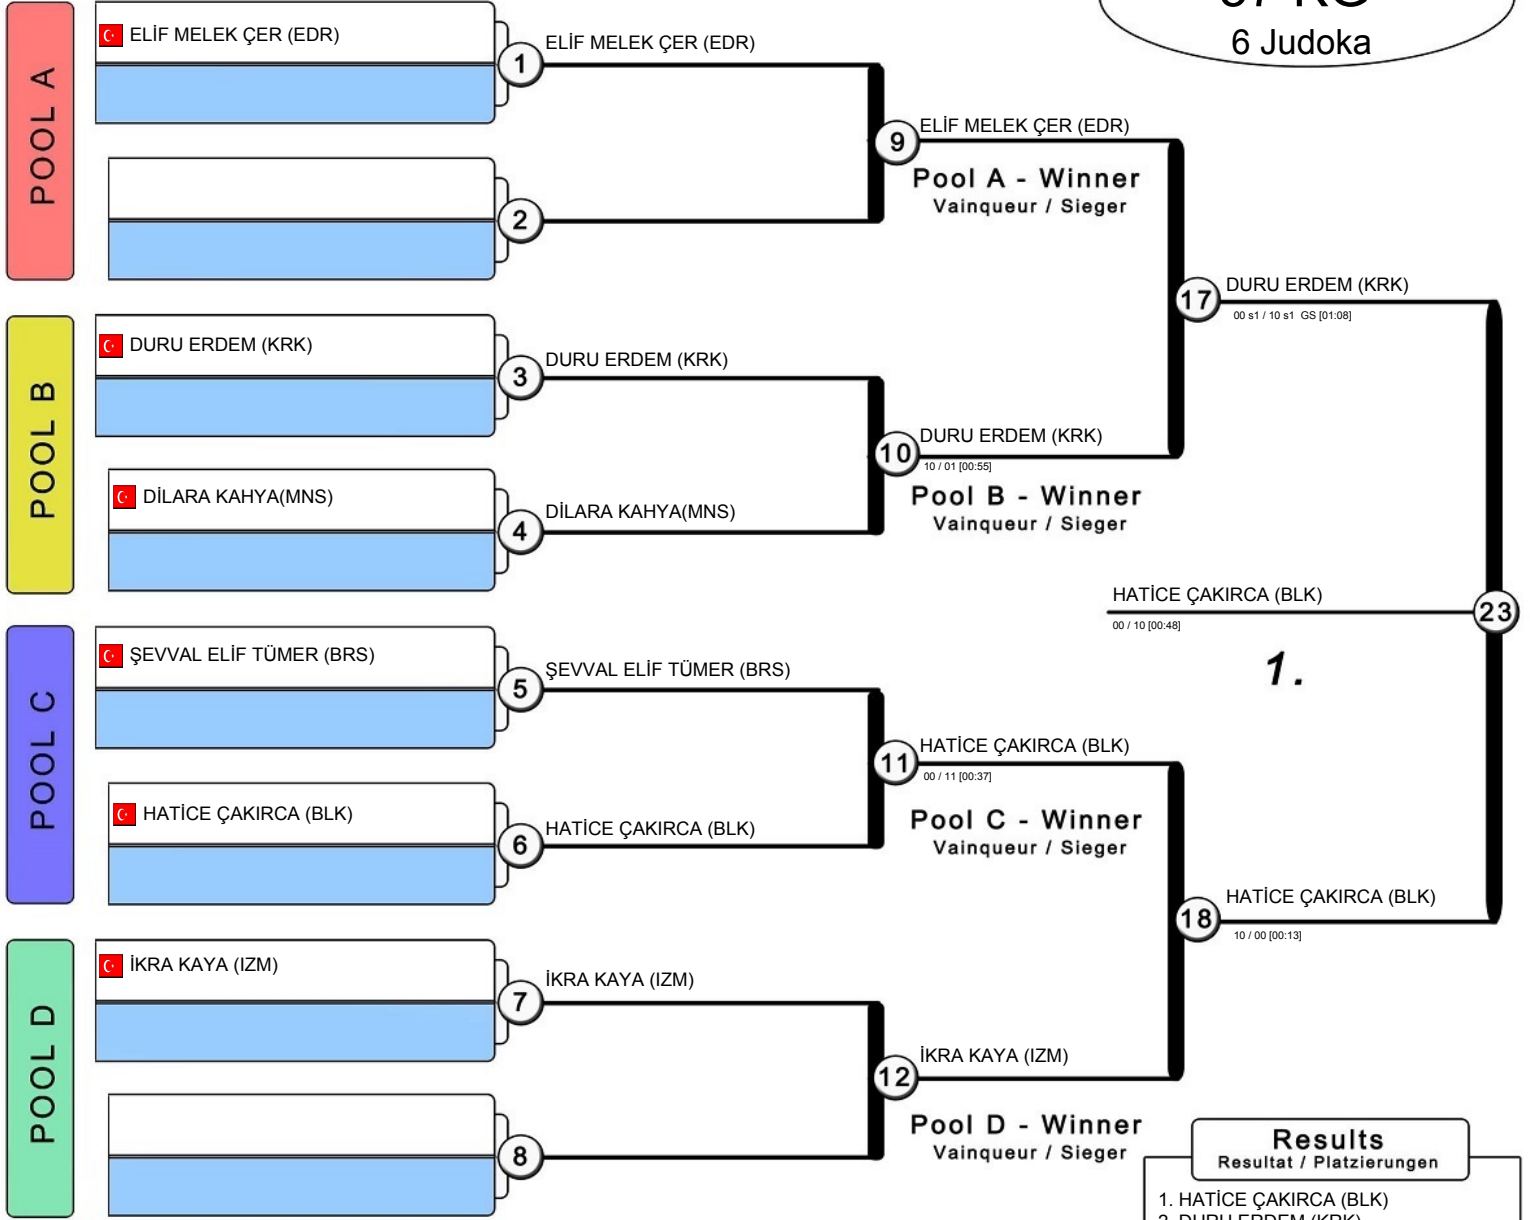 6 Judoka
POOL A
ELİF MELEK ÇER (EDR)
1
ELİF MELEK ÇER (EDR)
2
9
ELİF MELEK ÇER (EDR)
Pool A - Winner
Vainqueur / Sieger
POOL B
DURU ERDEM (KRK)
3
DURU ERDEM (KRK)
DİLARA KAHYA(MNS)
4
DİLARA KAHYA(MNS)
10
DURU ERDEM (KRK)
10 / 01 [00:55]
Pool B - Winner
Vainqueur / Sieger
17
DURU ERDEM (KRK)
00 s1 / 10 s1 GS [01:08]
POOL C
ŞEVVAL ELİF TÜMER (BRS)
5
ŞEVVAL ELİF TÜMER (BRS)
HATİCE ÇAKIRCA (BLK)
6
HATİCE ÇAKIRCA (BLK)
11
HATİCE ÇAKIRCA (BLK)
00 / 11 [00:37]
Pool C - Winner
Vainqueur / Sieger
POOL D
İKRA KAYA (IZM)
7
İKRA KAYA (IZM)
8
12
İKRA KAYA (IZM)
Pool D - Winner
Vainqueur / Sieger
18
HATİCE ÇAKIRCA (BLK)
10 / 00 [00:13]
HATİCE ÇAKIRCA (BLK)
00 / 10 [00:48]
23
1.
Results
Resultat / Platzierungen
1. HATİCE ÇAKIRCA (BLK)
2. DURU ERDEM (KRK)